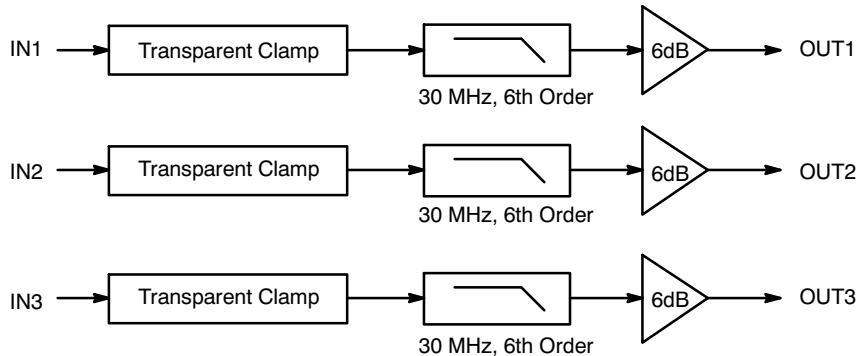 IN1 Transparent Clamp 6dB OUT1
30 MHz, 6th Order
IN2 Transparent Clamp 6dB OUT2
30 MHz, 6th Order
IN3 Transparent Clamp 6dB OUT3
30 MHz, 6th Order